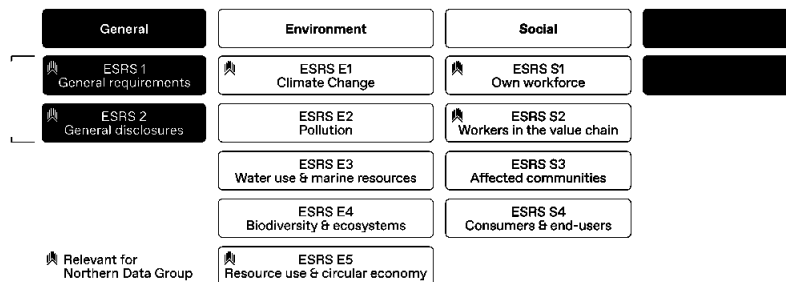 General
Environment
Social
ESRS 1
General requirements
ESRS E1
Climate Change
ESRS S1
Own workforce
ESRS 2
General disclosures
ESRS E2
Pollution
ESRS S2
Workers in the value chain
ESRS E3
Water use & marine resources
ESRS S3
Affected communities
ESRS E4
Biodiversity & ecosystems
ESRS S4
Consumers & end-users
Relevant for
Northern Data Group
ESRS E5
Resource use & circular economy